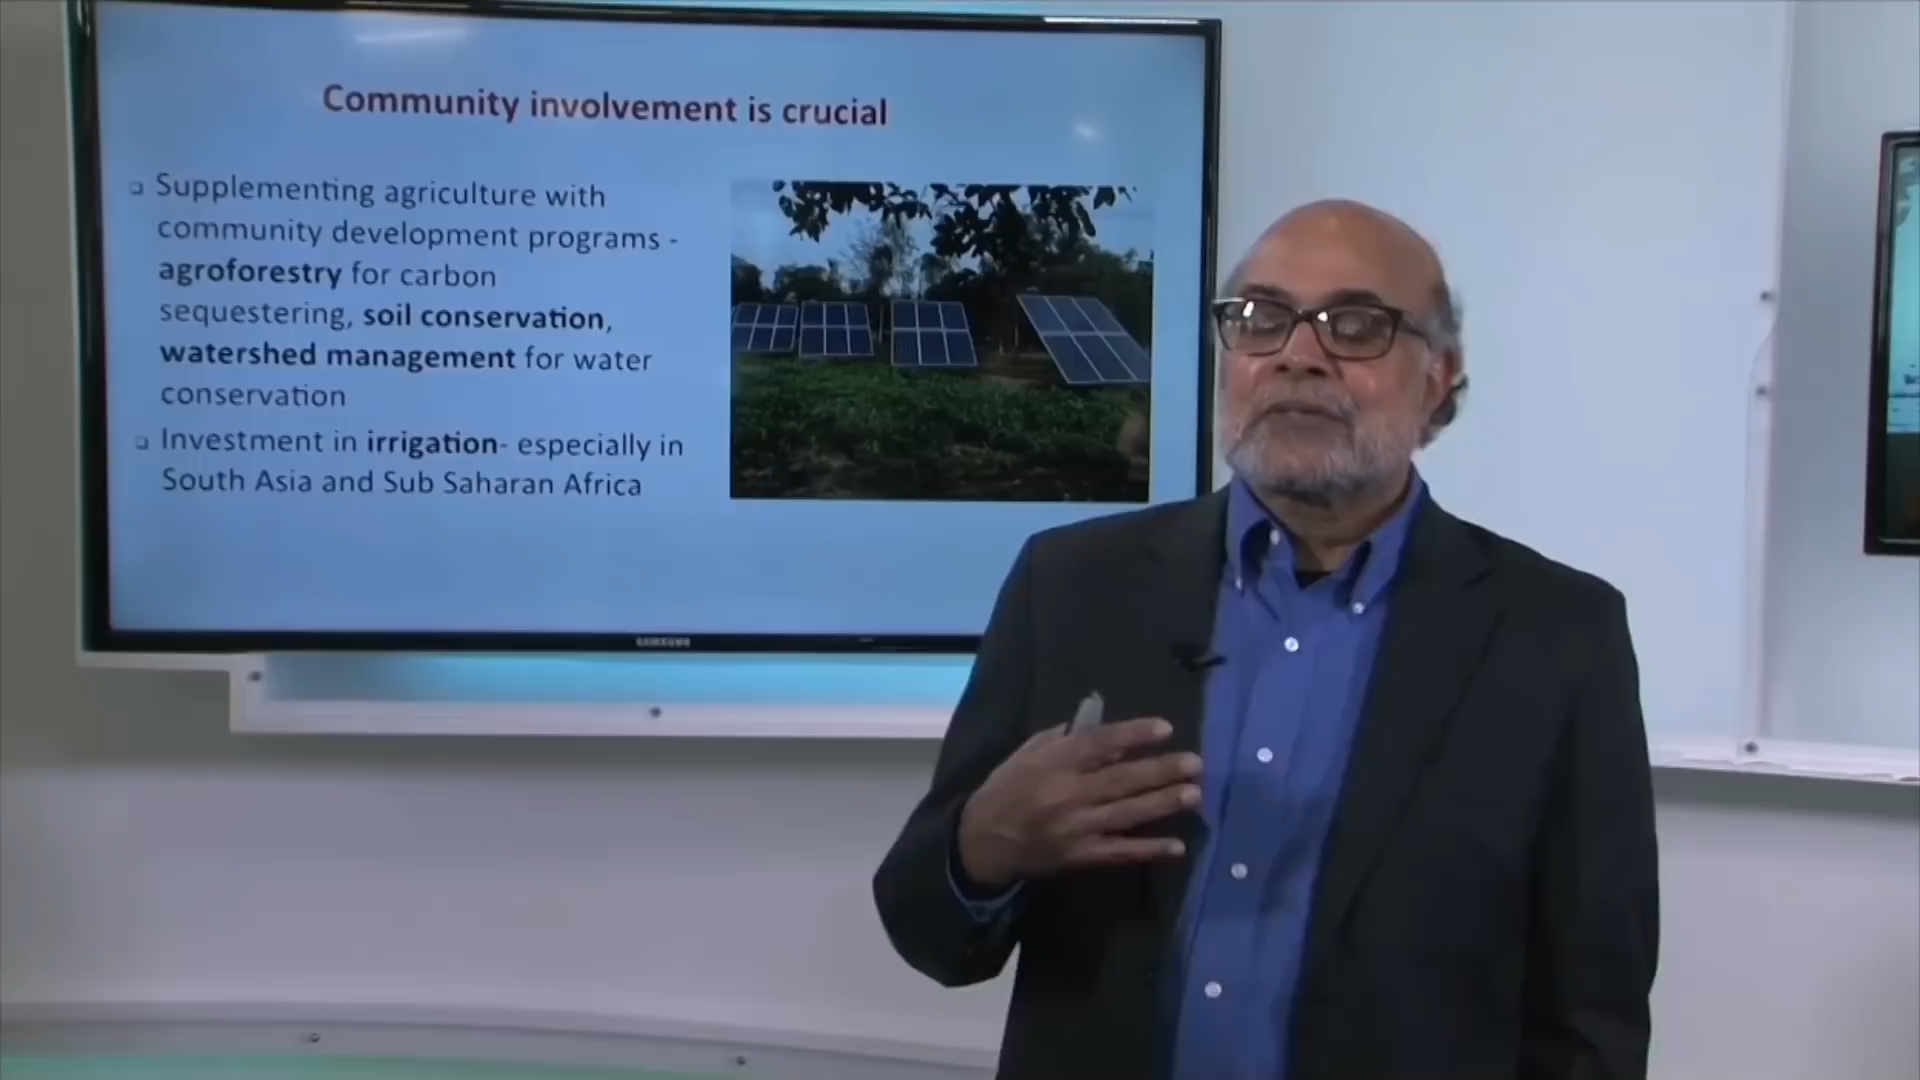 Community involvement is crucial
❑ Supplementing agriculture with
community development programs -
agroforestry for carbon
sequestering, soil conservation,
watershed management for water
conservation
❑ Investment in irrigation- especially in
South Asia and Sub Saharan Africa
SAMSUNG